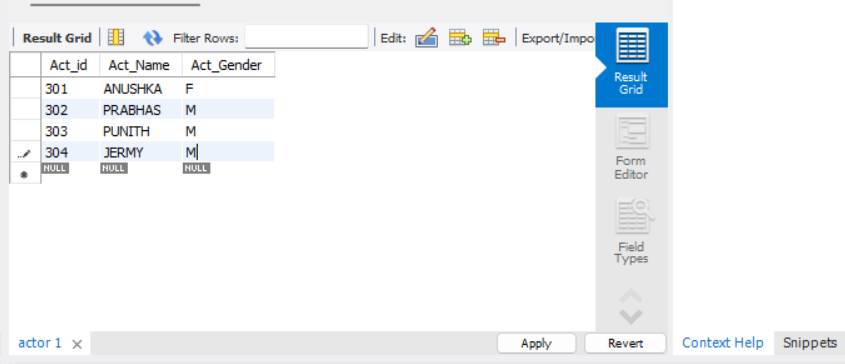 Result Grid Filter Rows: Edit: Export/Impo
Act_id Act_Name Act_Gender
301 ANUSHKA F
302 PRABHAS M
303 PUNITH M
304 JERMY M
NULL NULL NULL
Result
Grid
Form
Editor
Field
Types
actor 1 Apply Revert Context Help Snippets